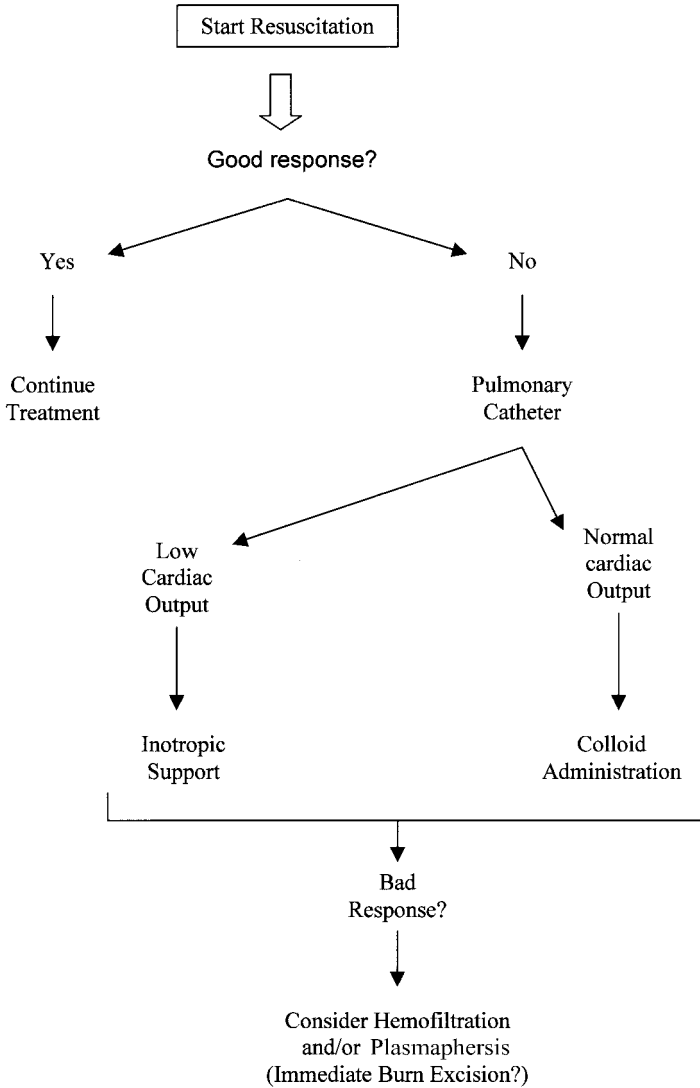 Start Resuscitation
Good response?
Yes
No
Continue
Treatment
Pulmonary
Catheter
Low
Cardiac
Output
Normal
cardiac
Output
Inotropic
Support
Colloid
Administration
Bad
Response?
Consider Hemofiltration
and/or Plasmaphersis
(Immediate Burn Excision?)